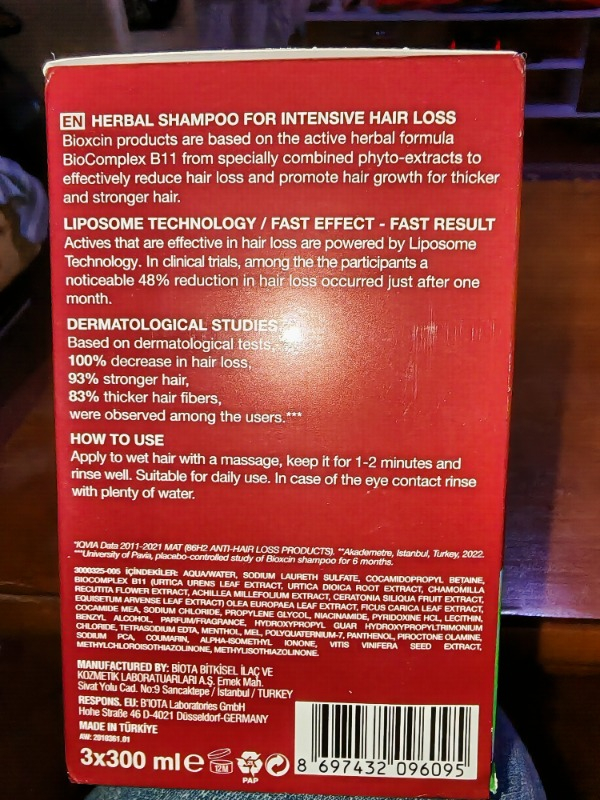 EN HERBAL SHAMPOO FOR INTENSIVE HAIR LOSS
Bioxcin products are based on the active herbal formula
BioComplex B11 from specially combined phyto-extracts to
effectively reduce hair loss and promote hair growth for thicker
and stronger hair.
LIPOSOME TECHNOLOGY / FAST EFFECT - FAST RESULT
Actives that are effective in hair loss are powered by Liposome
Technology. In clinical trials, among the the participants a
noticeable 48% reduction in hair loss occurred just after one
month.
DERMATOLOGICAL STUDIES
Based on dermatological tests,
100% decrease in hair loss,
93% stronger hair,
83% thicker hair fibers,
were observed among the users.***
HOW TO USE
Apply to wet hair with a massage, keep it for 1-2 minutes and
rinse well. Suitable for daily use. In case of the eye contact rinse
with plenty of water.
*IQVIA Data 2011-2021 MAT (86H2 ANTI-HAIR LOSS PRODUCTS). **Akademetre, Istanbul, Turkey, 2022.
***University of Pavia, placebo-controlled study of Bioxcin shampoo for 6 months.
3000325-005 İÇİNDEKİLER: AQUA/WATER, SODIUM LAURETH SULFATE, COCAMIDOPROPYL BETAINE,
BIOCOMPLEX B11 (URTICA URENS LEAF EXTRACT, URTICA DIOICA ROOT EXTRACT, CHAMOMILLA
RECUTITA FLOWER EXTRACT, ACHILLEA MILLEFOLIUM EXTRACT, CERATONIA SILIQUA FRUIT EXTRACT,
EQUISETUM ARVENSE LEAF EXTRACT) OLEA EUROPAEA LEAF EXTRACT, FICUS CARICA LEAF EXTRACT,
COCAMIDE MEA, SODIUM CHLORIDE, PROPYLENE GLYCOL, NIACINAMIDE, PYRIDOXINE HCL, LECITHIN,
BENZYL ALCOHOL, PARFUM/FRAGRANCE, HYDROXYPROPYL GUAR HYDROXYPROPYLTRIMONIUM
CHLORIDE, TETRASODIUM EDTA, MENTHOL, MEL, POLYQUATERNIUM-7, PANTHENOL, PIROCTONE OLAMINE,
SODIUM PCA, COUMARIN, ALPHA-ISOMETHYL IONONE, VITIS VINIFERA SEED EXTRACT,
METHYLCHLOROISOTHIAZOLINONE, METHYLISOTHIAZOLINONE.
MANUFACTURED BY: BİOTA BİTKİSEL İLAÇ VE
KOZMETİK LABORATUARLARI A.Ş. Emek Mah.
Sivat Yolu Cad. No:9 Sancaktepe / İstanbul / TURKEY
RESPONS. EU: B'IOTA Laboratories GmbH
Hohe Straße 46 D-4021 Düsseldorf-GERMANY
MADE IN TÜRKİYE
AW: 2018361.01
3x300 ml e
12M
21
PAP
8 697432 096095